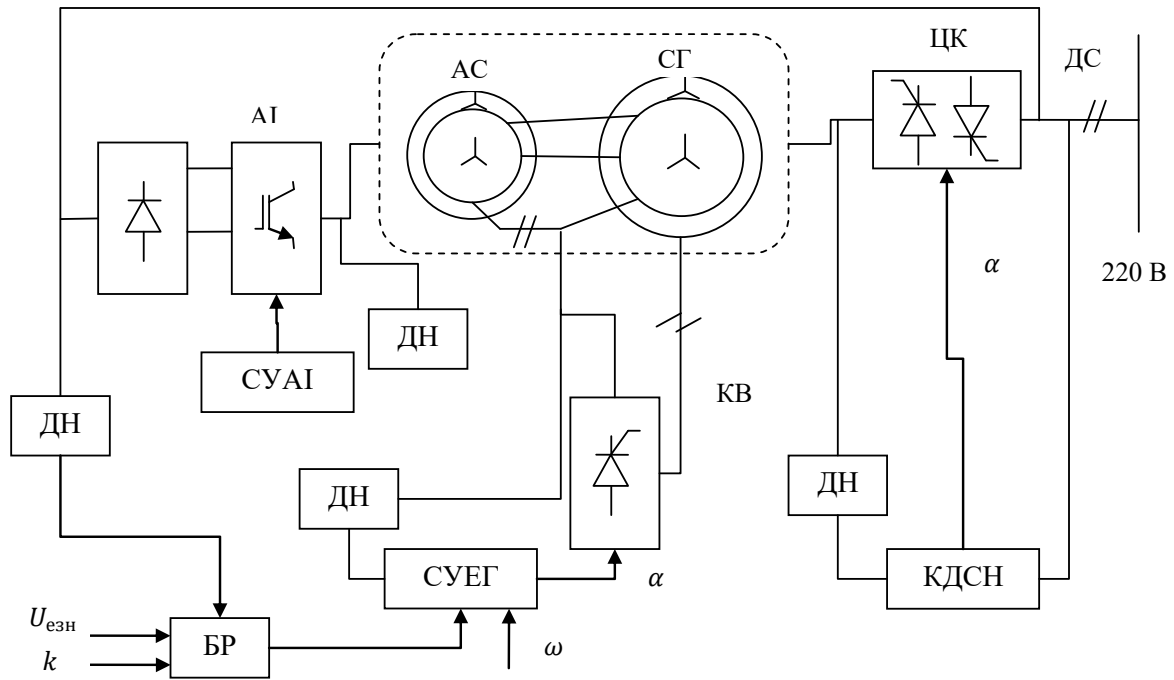 ЦК
СГ
АС
ДС
АІ
α
220 В
ДН
СУАІ
КВ
ДН
ДН
ДН
СУЕГ
α
КДСН
Uезн
БР
k
ω